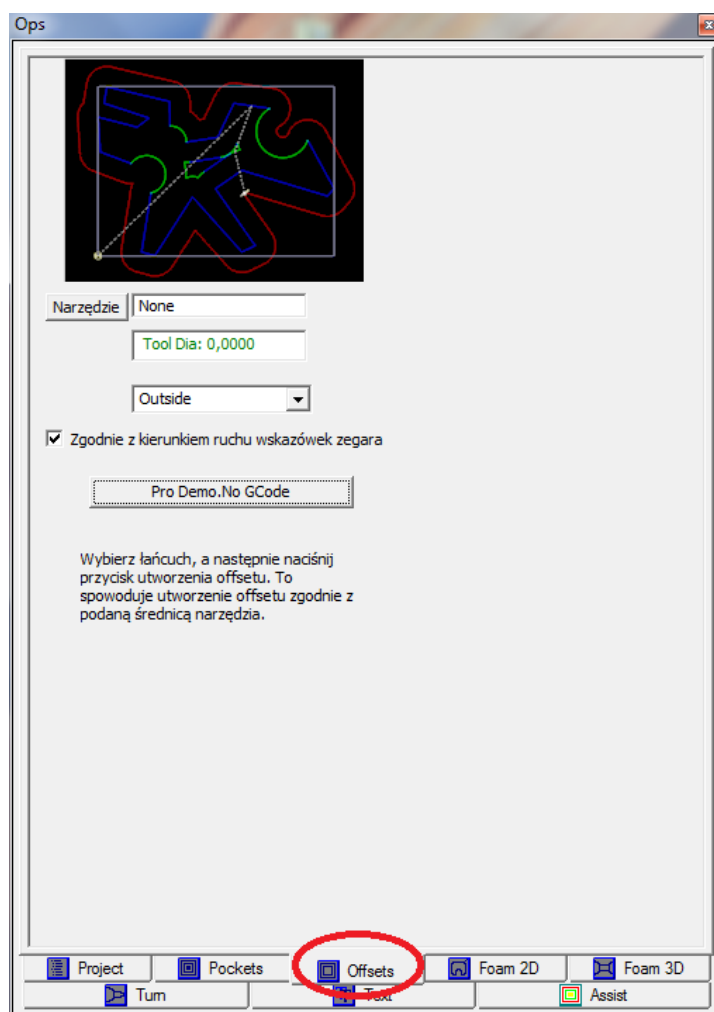 Ops
Narzędzie None
Tool Dia: 0,0000
Outside
Zgodnie z kierunkiem ruchu wskazówek zegara
Pro Demo.No GCode
Wybierz łańcuch, a następnie naciśnij
przycisk utworzenia offsetu. To
spowoduje utworzenie offsetu zgodnie z
podaną średnicą narzędzia.
Project Pockets Offsets Foam 2D Foam 3D
Turn Text Assist